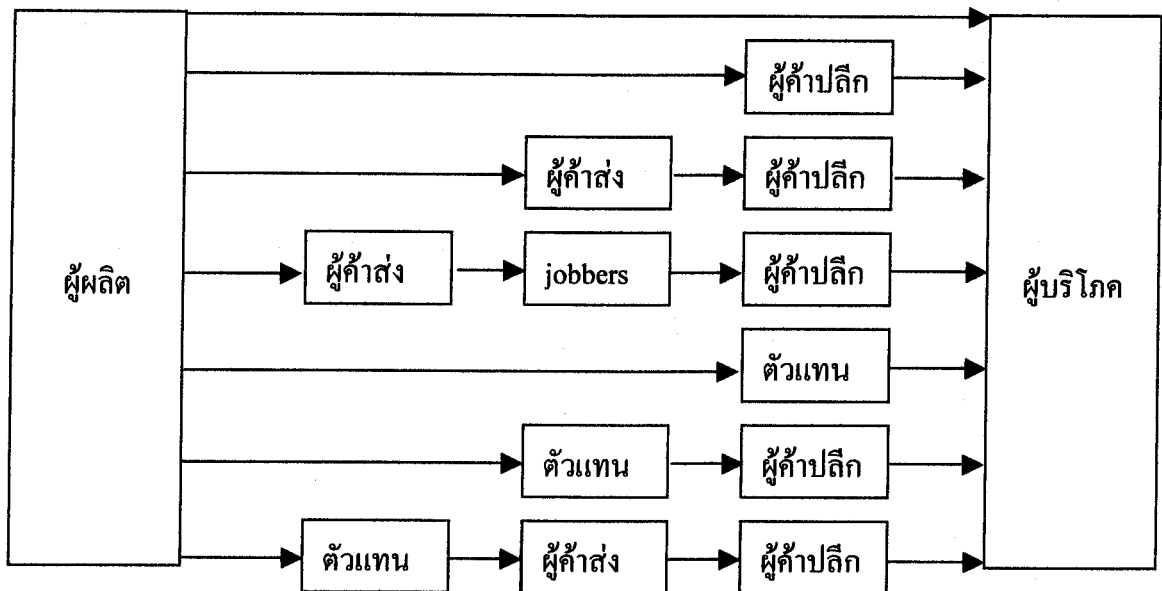 ผู้ค้าปลีก
ผู้ค้าส่ง ผู้ค้าปลีก
ผู้ผลิต ผู้ค้าส่ง jobbers ผู้ค้าปลีก ผู้บริโภค
ตัวแทน
ตัวแทน ผู้ค้าปลีก
ตัวแทน ผู้ค้าส่ง ผู้ค้าปลีก